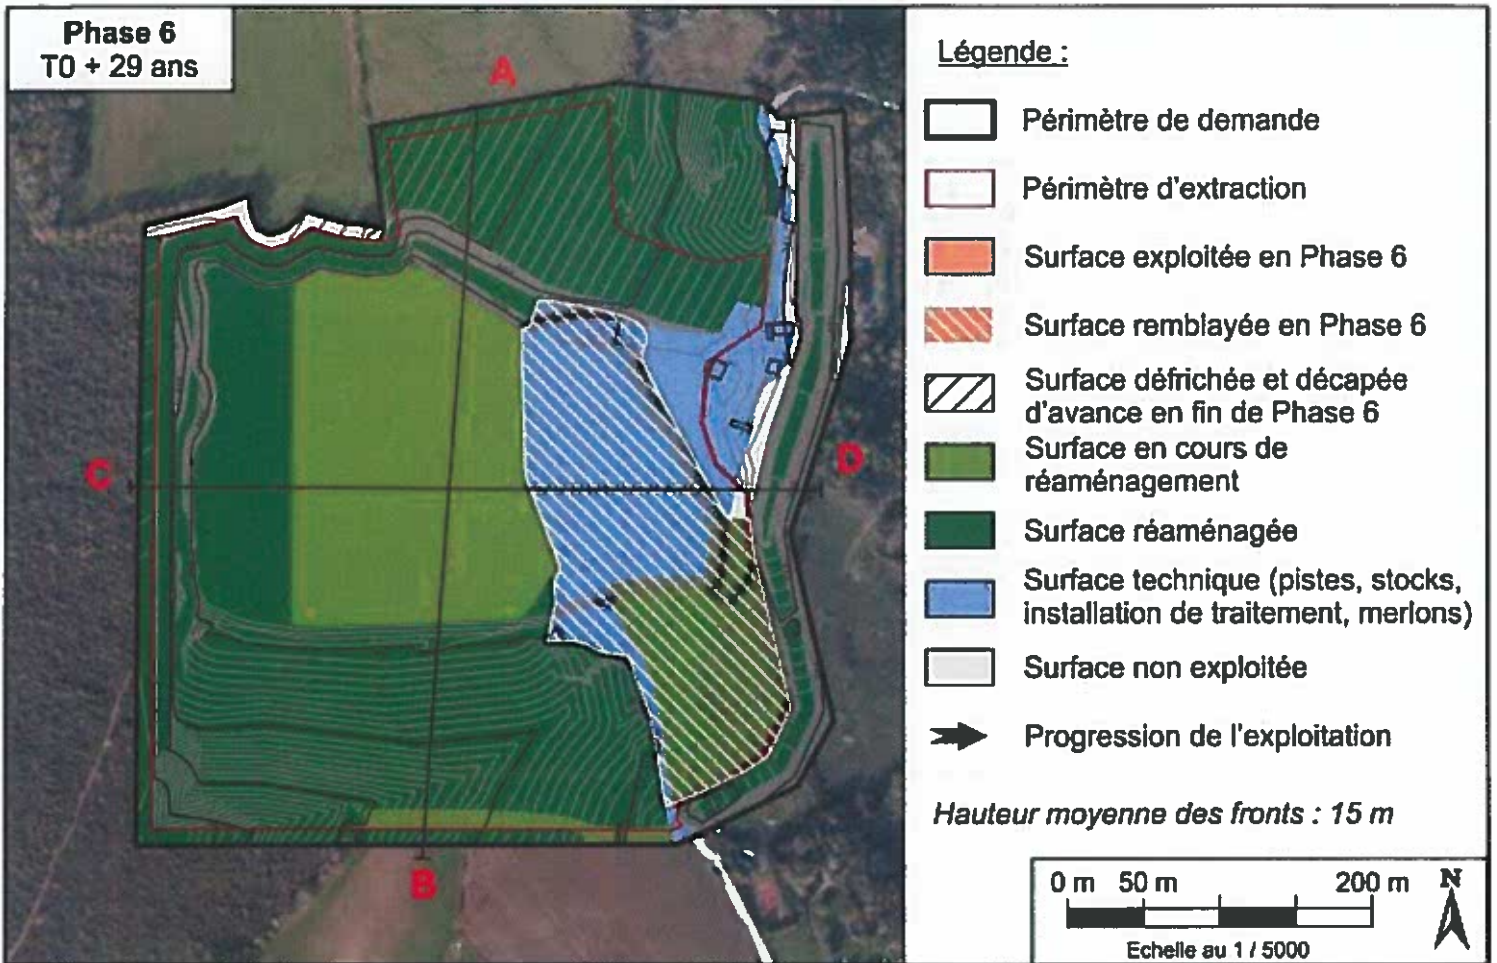 Phase 6
T0 + 29 ans
A
C
D
B
Légende :
Périmètre de demande
Périmètre d'extraction
Surface exploitée en Phase 6
Surface remblayée en Phase 6
Surface défrichée et décapée
d'avance en fin de Phase 6
Surface en cours de
réaménagement
Surface réaménagée
Surface technique (pistes, stocks,
installation de traitement, merlons)
Surface non exploitée
Progression de l'exploitation
Hauteur moyenne des fronts : 15 m
0 m 50 m 200 m N
Echelle au 1 / 5000